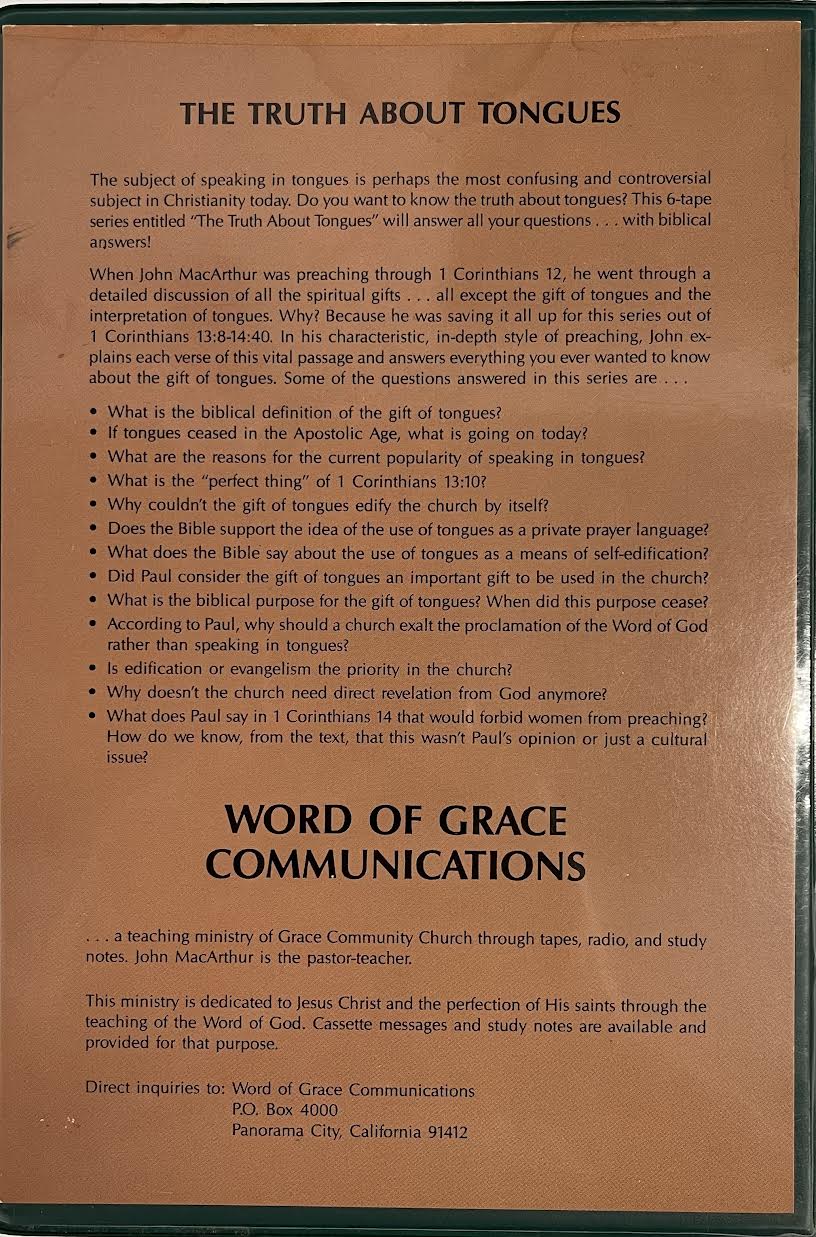 THE TRUTH ABOUT TONGUES
The subject of speaking in tongues is perhaps the most confusing and controversial
subject in Christianity today. Do you want to know the truth about tongues? This 6-tape
series entitled “The Truth About Tongues” will answer all your questions . . . with biblical
answers!
When John MacArthur was preaching through 1 Corinthians 12, he went through a
detailed discussion of all the spiritual gifts . . . all except the gift of tongues and the
interpretation of tongues. Why? Because he was saving it all up for this series out of
1 Corinthians 13:8-14:40. In his characteristic, in-depth style of preaching, John ex-
plains each verse of this vital passage and answers everything you ever wanted to know
about the gift of tongues. Some of the questions answered in this series are . . .
• What is the biblical definition of the gift of tongues?
• If tongues ceased in the Apostolic Age, what is going on today?
• What are the reasons for the current popularity of speaking in tongues?
• What is the “perfect thing” of 1 Corinthians 13:10?
• Why couldn’t the gift of tongues edify the church by itself?
• Does the Bible support the idea of the use of tongues as a private prayer language?
• What does the Bible say about the use of tongues as a means of self-edification?
• Did Paul consider the gift of tongues an important gift to be used in the church?
• What is the biblical purpose for the gift of tongues? When did this purpose cease?
• According to Paul, why should a church exalt the proclamation of the Word of God
rather than speaking in tongues?
• Is edification or evangelism the priority in the church?
• Why doesn’t the church need direct revelation from God anymore?
• What does Paul say in 1 Corinthians 14 that would forbid women from preaching?
How do we know, from the text, that this wasn’t Paul’s opinion or just a cultural
issue?
WORD OF GRACE
COMMUNICATIONS
. . . a teaching ministry of Grace Community Church through tapes, radio, and study
notes. John MacArthur is the pastor-teacher.
This ministry is dedicated to Jesus Christ and the perfection of His saints through the
teaching of the Word of God. Cassette messages and study notes are available and
provided for that purpose.
Direct inquiries to: Word of Grace Communications
P.O. Box 4000
Panorama City, California 91412